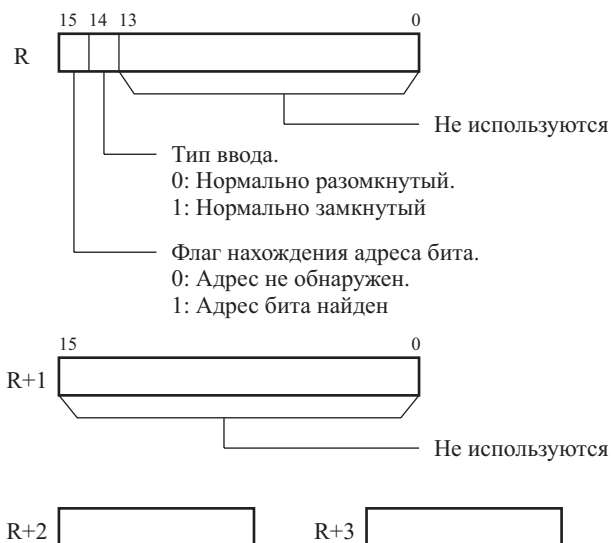 15 14 13 0
R
Не используются
Тип ввода.
0: Нормально разомкнутый.
1: Нормально замкнутый
Флаг нахождения адреса бита.
0: Адрес не обнаружен.
1: Адрес бита найден
15 0
R+1
Не используются
R+2 R+3